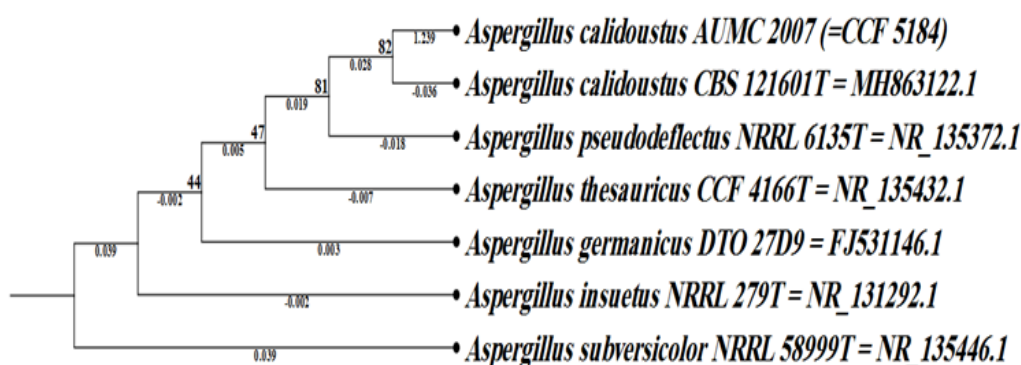 Aspergillus calidoustus AUMC 2007 (=CCF 5184)
82
1.239
0.028
Aspergillus calidoustus CBS 121601T = MH863122.1
81
-0.036
0.019
Aspergillus pseudodeflectus NRRL 6135T = NR_135372.1
47
-0.018
0.005
Aspergillus thesauricus CCF 4166T = NR_135432.1
44
-0.007
-0.002
Aspergillus germanicus DTO 27D9 = FJ531146.1
0.003
0.039
Aspergillus insuetus NRRL 279T = NR_131292.1
-0.002
Aspergillus subversicolor NRRL 58999T = NR_135446.1
0.039